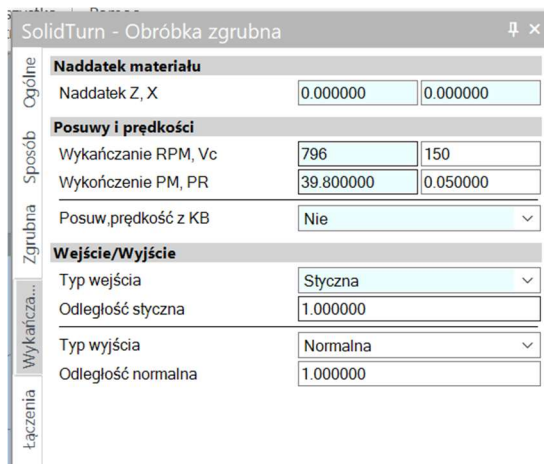 SolidTurn - Obróbka zgrubna
Ogólne
Sposób
Zgrubna
Wykańcza...
Łączenia
Naddatek materiału
Naddatek Z, X 0.000000 0.000000
Posuwy i prędkości
Wykańczanie RPM, Vc 796 150
Wykończenie PM, PR 39.800000 0.050000
Posuw,prędkość z KB Nie
Wejście/Wyjście
Typ wejścia Styczna
Odległość styczna 1.000000
Typ wyjścia Normalna
Odległość normalna 1.000000